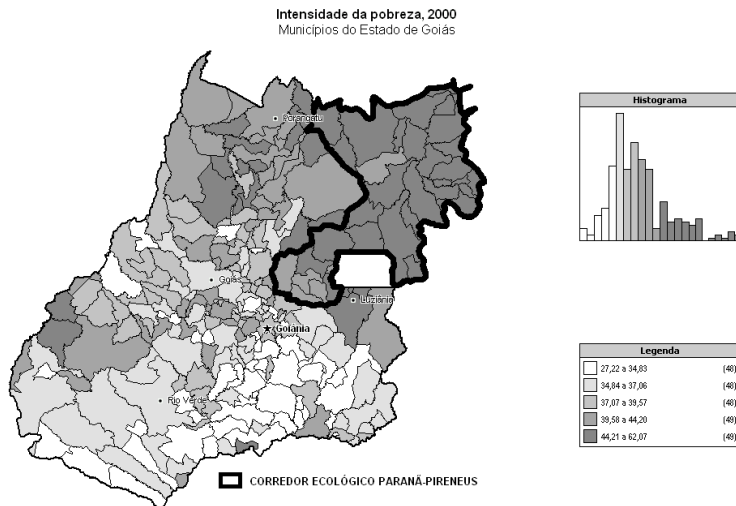 Intensidade da pobreza, 2000
Municípios do Estado de Goiás
Histograma
Porangatu
Goiás
Luziânia
Goiânia
Rio Verde
Legenda
27,22 a 34,83 (48)
34,84 a 37,06 (48)
37,07 a 39,57 (48)
39,58 a 44,20 (49)
44,21 a 62,07 (49)
CORREDOR ECOLÓGICO PARANÃ-PIRENEUS